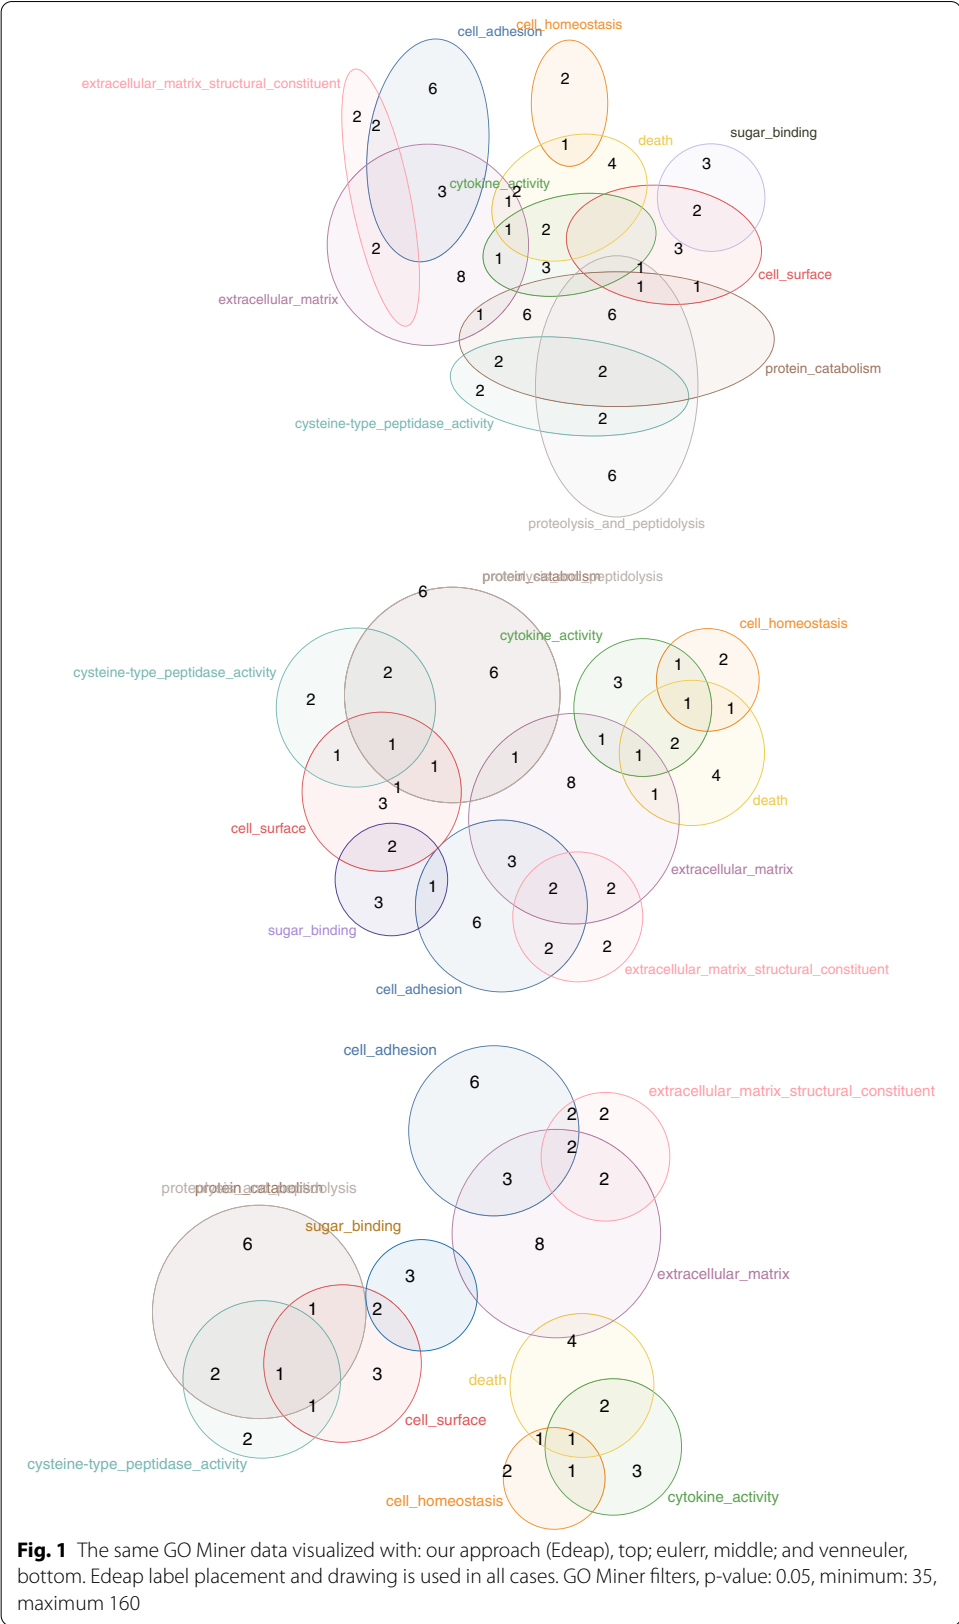 cell_homeostasis
cell_adhesion
2
extracellular_matrix_structural_constituent
6
2
2
sugar_binding
death
1
4
3
cytokine_activity
3
2
1
2
1
2
2
3
1
3
1
cell_surface
8
1
1
extracellular_matrix
1
6
6
2
2
protein_catabolism
2
cysteine-type_peptidase_activity
2
6
proteolysis_and_peptidolysis
protein_catabolism
proteolysis_and_peptidolysis
6
cell_homeostasis
cytokine_activity
1
2
cysteine-type_peptidase_activity
2
6
3
2
1
1
1
1
2
1
1
1
1
8
4
1
3
1
death
cell_surface
2
3
extracellular_matrix
1
2
2
3
6
sugar_binding
2
2
extracellular_matrix_structural_constituent
cell_adhesion
cell_adhesion
6
extracellular_matrix_structural_constituent
2
2
2
3
2
proteolysis_and_peptidolysis
protein_catabolism
sugar_binding
6
8
3
extracellular_matrix
1
2
4
2
1
3
death
1
2
cell_surface
2
1
1
cysteine-type_peptidase_activity
2
1
3
cell_homeostasis
cytokine_activity
Fig. 1 The same GO Miner data visualized with: our approach (Edeap), top; eulerr, middle; and venneuler,
bottom. Edeap label placement and drawing is used in all cases. GO Miner filters, p-value: 0.05, minimum: 35,
maximum 160